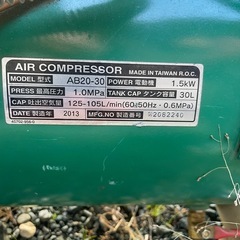 AIR COMPRESSOR MADE IN TAIWAN R.O.C.
MODEL 型式 AB20-30 POWER 電動機 1.5kW
PRESS 最高圧力 1.0MPa TANK CAP タンク容量 30L
CAP 吐出空気量 125-105L/min(60ó50Hz・0.6MPa)
DATE 製造年 2013 MFG.NO 製造番号 2082240